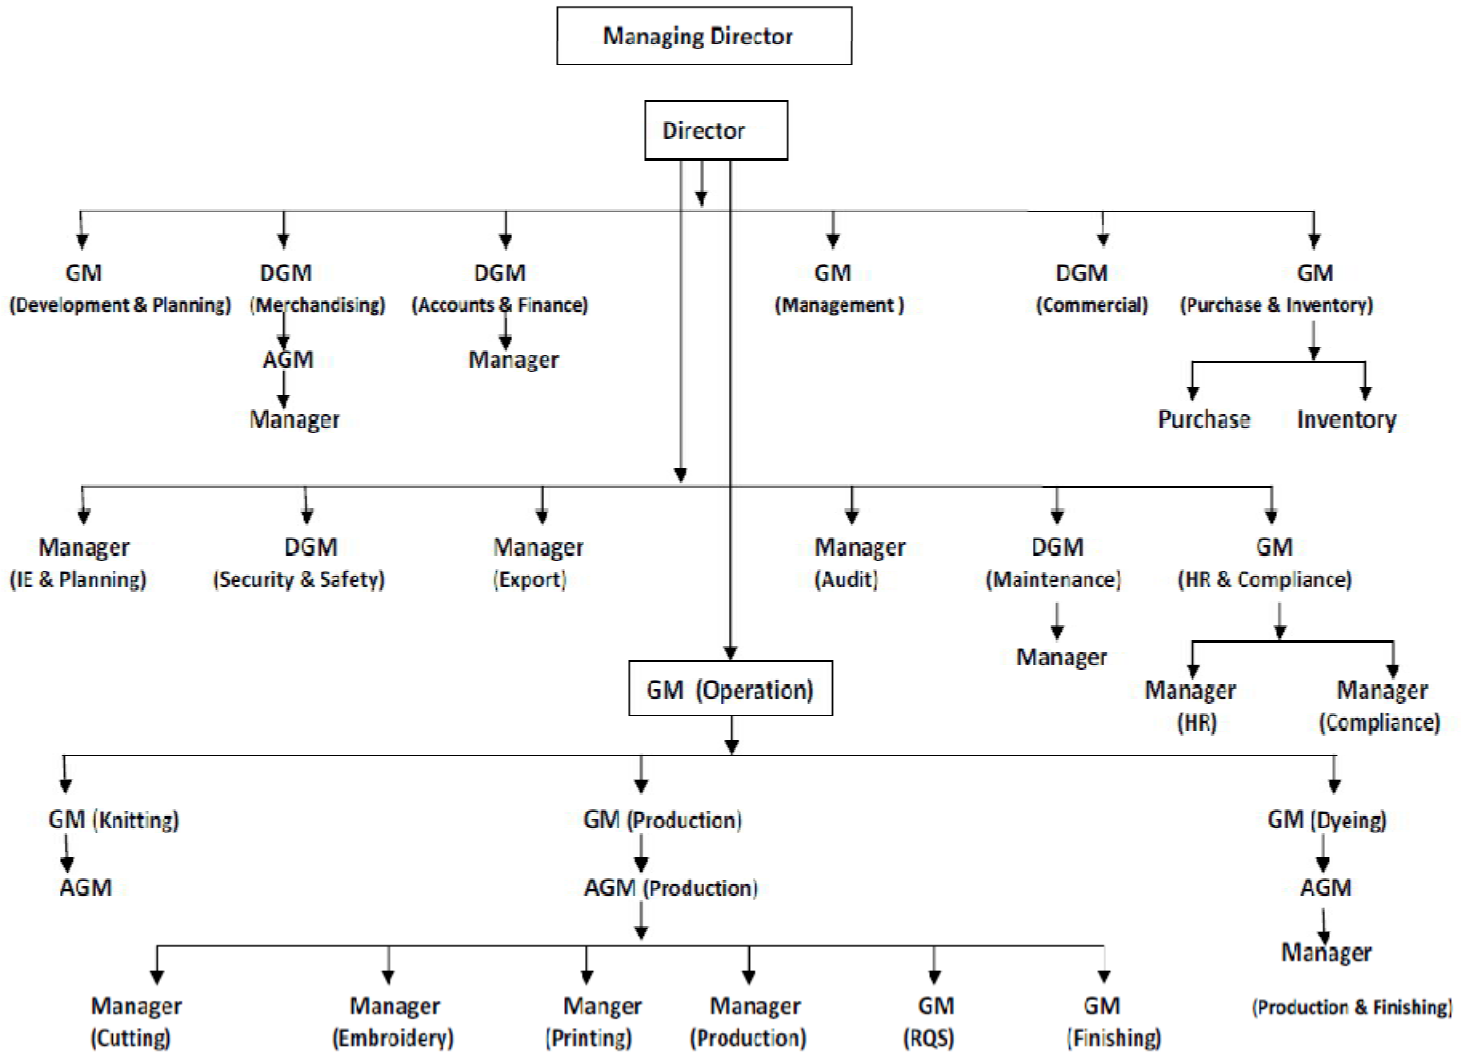 Managing Director
Director
GM
(Development & Planning)
DGM
(Merchandising)
DGM
(Accounts & Finance)
GM
(Management )
DGM
(Commercial)
GM
(Purchase & Inventory)
AGM
Manager
Manager
Purchase
Inventory
Manager
(IE & Planning)
DGM
(Security & Safety)
Manager
(Export)
Manager
(Audit)
DGM
(Maintenance)
GM
(HR & Compliance)
Manager
Manager
(HR)
Manager
(Compliance)
GM (Operation)
GM (Knitting)
GM (Production)
GM (Dyeing)
AGM
AGM (Production)
AGM
Manager
(Production & Finishing)
Manager
(Cutting)
Manager
(Embroidery)
Manger
(Printing)
Manager
(Production)
GM
(RQS)
GM
(Finishing)